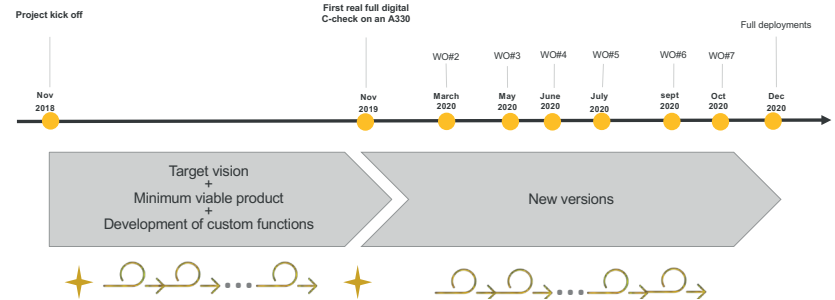 Project kick off
First real full digital
C-check on an A330
Full deployments
WO#2
WO#3
WO#4
WO#5
WO#6
WO#7
Nov
2018
Nov
2019
March
2020
May
2020
June
2020
July
2020
sept
2020
Oct
2020
Dec
2020
Target vision
+
Minimum viable product
+
Development of custom functions
New versions